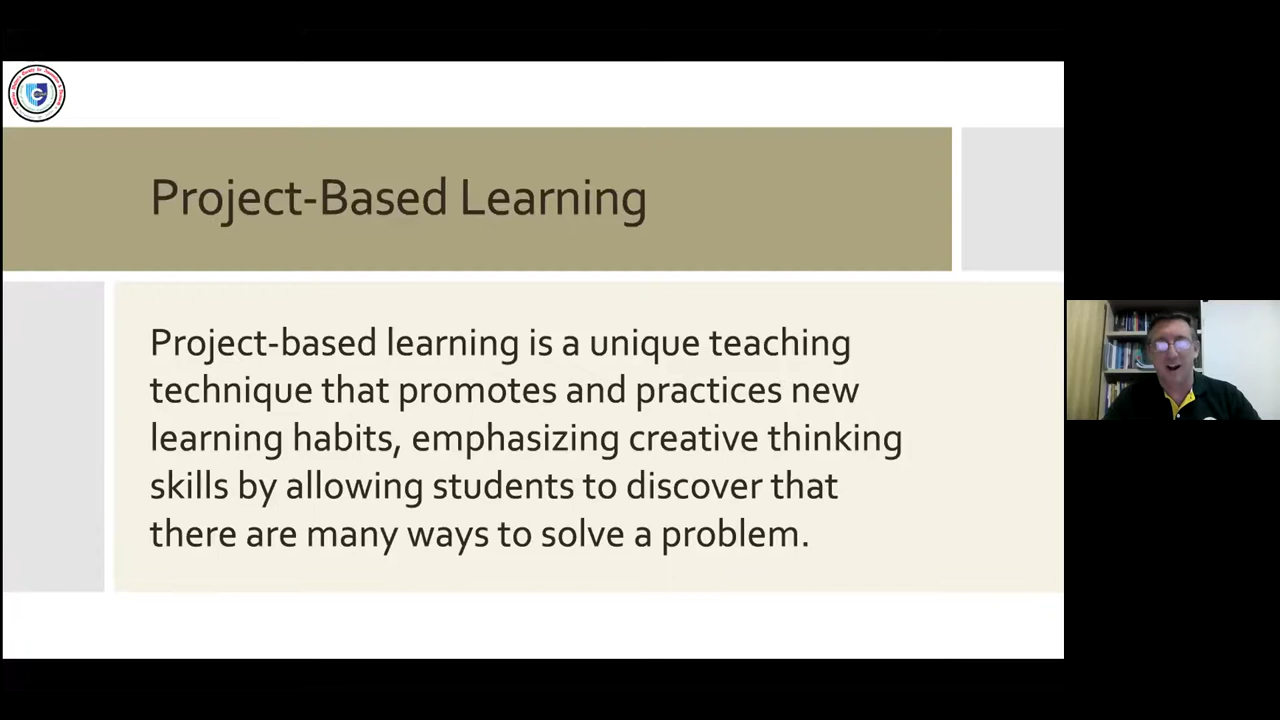 Project-Based Learning
Project-based learning is a unique teaching
technique that promotes and practices new
learning habits, emphasizing creative thinking
skills by allowing students to discover that
there are many ways to solve a problem.